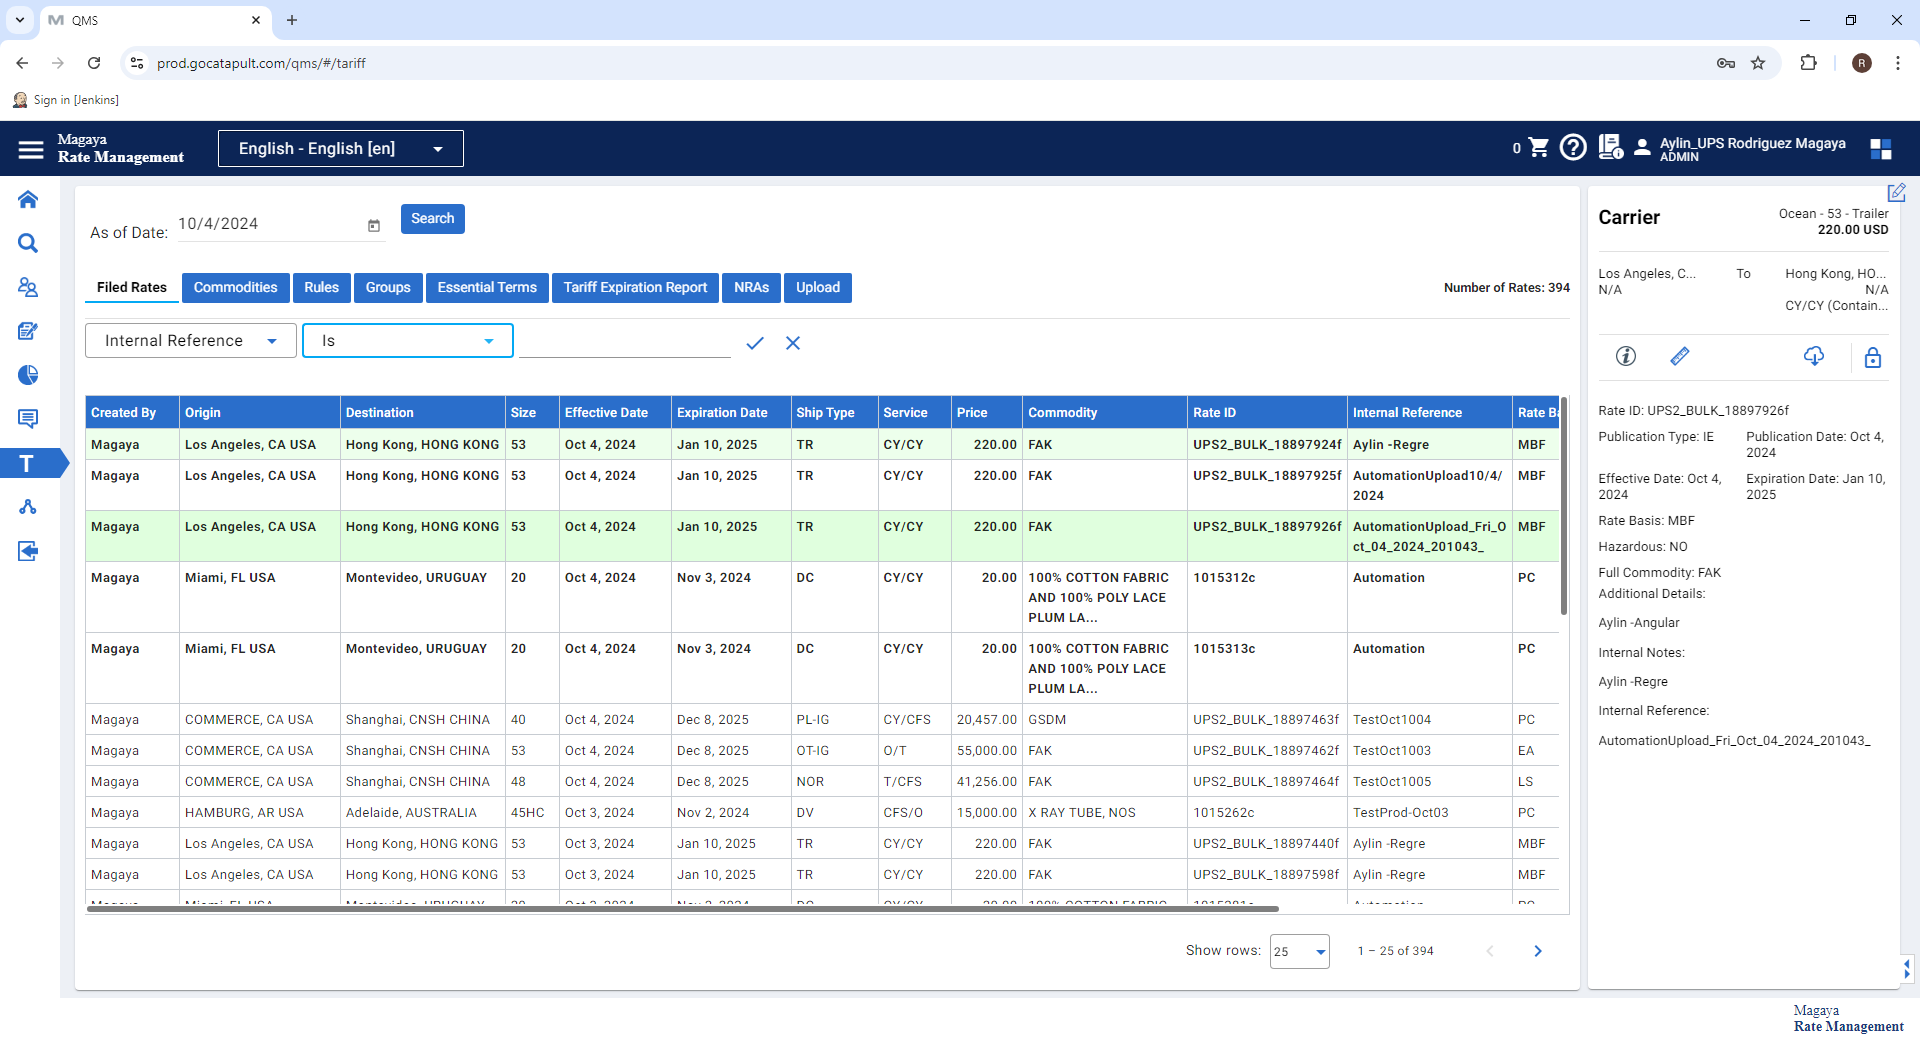 QMS
prod.gocatapult.com/qms/#/tariff
R
Sign in [Jenkins]
Magaya
Rate Management
English - English [en]
0
Aylin_UPS Rodriguez Magaya
ADMIN
As of Date:
10/4/2024
Search
Filed Rates
Commodities
Rules
Groups
Essential Terms
Tariff Expiration Report
NRAs
Upload
Number of Rates: 394
Internal Reference
Is
T
Created By Origin Destination Size Effective Date Expiration Date Ship Type Service Price Commodity Rate ID Internal Reference Rate Ba
Magaya Los Angeles, CA USA Hong Kong, HONG KONG 53 Oct 4, 2024 Jan 10, 2025 TR CY/CY 220.00 FAK UPS2_BULK_18897924f Aylin -Regre MBF
Magaya Los Angeles, CA USA Hong Kong, HONG KONG 53 Oct 4, 2024 Jan 10, 2025 TR CY/CY 220.00 FAK UPS2_BULK_18897925f AutomationUpload10/4/ MBF
2024
Magaya Los Angeles, CA USA Hong Kong, HONG KONG 53 Oct 4, 2024 Jan 10, 2025 TR CY/CY 220.00 FAK UPS2_BULK_18897926f AutomationUpload_Fri_O MBF
ct_04_2024_201043_
Magaya Miami, FL USA Montevideo, URUGUAY 20 Oct 4, 2024 Nov 3, 2024 DC CY/CY 20.00 100% COTTON FABRIC 1015312c Automation PC
AND 100% POLY LACE
PLUM LA...
Magaya Miami, FL USA Montevideo, URUGUAY 20 Oct 4, 2024 Nov 3, 2024 DC CY/CY 20.00 100% COTTON FABRIC 1015313c Automation PC
AND 100% POLY LACE
PLUM LA...
Magaya COMMERCE, CA USA Shanghai, CNSH CHINA 40 Oct 4, 2024 Dec 8, 2025 PL-IG CY/CFS 20,457.00 GSDM UPS2_BULK_18897463f TestOct1004 PC
Magaya COMMERCE, CA USA Shanghai, CNSH CHINA 53 Oct 4, 2024 Dec 8, 2025 OT-IG O/T 55,000.00 FAK UPS2_BULK_18897462f TestOct1003 EA
Magaya COMMERCE, CA USA Shanghai, CNSH CHINA 48 Oct 4, 2024 Dec 8, 2025 NOR T/CFS 41,256.00 FAK UPS2_BULK_18897464f TestOct1005 LS
Magaya HAMBURG, AR USA Adelaide, AUSTRALIA 45HC Oct 3, 2024 Nov 2, 2024 DV CFS/O 15,000.00 X RAY TUBE, NOS 1015262c TestProd-Oct03 PC
Magaya Los Angeles, CA USA Hong Kong, HONG KONG 53 Oct 3, 2024 Jan 10, 2025 TR CY/CY 220.00 FAK UPS2_BULK_18897440f Aylin -Regre MBF
Magaya Los Angeles, CA USA Hong Kong, HONG KONG 53 Oct 3, 2024 Jan 10, 2025 TR CY/CY 220.00 FAK UPS2_BULK_18897598f Aylin -Regre MBF
Show rows: 25 1 – 25 of 394
Carrier
Ocean - 53 - Trailer
220.00 USD
Los Angeles, C... To Hong Kong, HO...
N/A N/A
CY/CY (Contain...
Rate ID: UPS2_BULK_18897926f
Publication Type: IE Publication Date: Oct 4,
2024
Effective Date: Oct 4, Expiration Date: Jan 10,
2024 2025
Rate Basis: MBF
Hazardous: NO
Full Commodity: FAK
Additional Details:
Aylin -Angular
Internal Notes:
Aylin -Regre
Internal Reference:
AutomationUpload_Fri_Oct_04_2024_201043_
Magaya
Rate Management